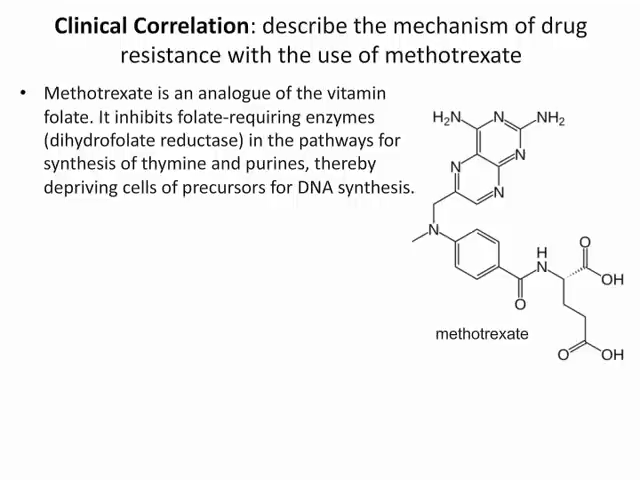 Clinical Correlation: describe the mechanism of drug
resistance with the use of methotrexate
• Methotrexate is an analogue of the vitamin
folate. It inhibits folate-requiring enzymes
(dihydrofolate reductase) in the pathways for
synthesis of thymine and purines, thereby
depriving cells of precursors for DNA synthesis.
H₂N N NH₂
N N
N
N
H
N
O
OH
O
methotrexate
O OH